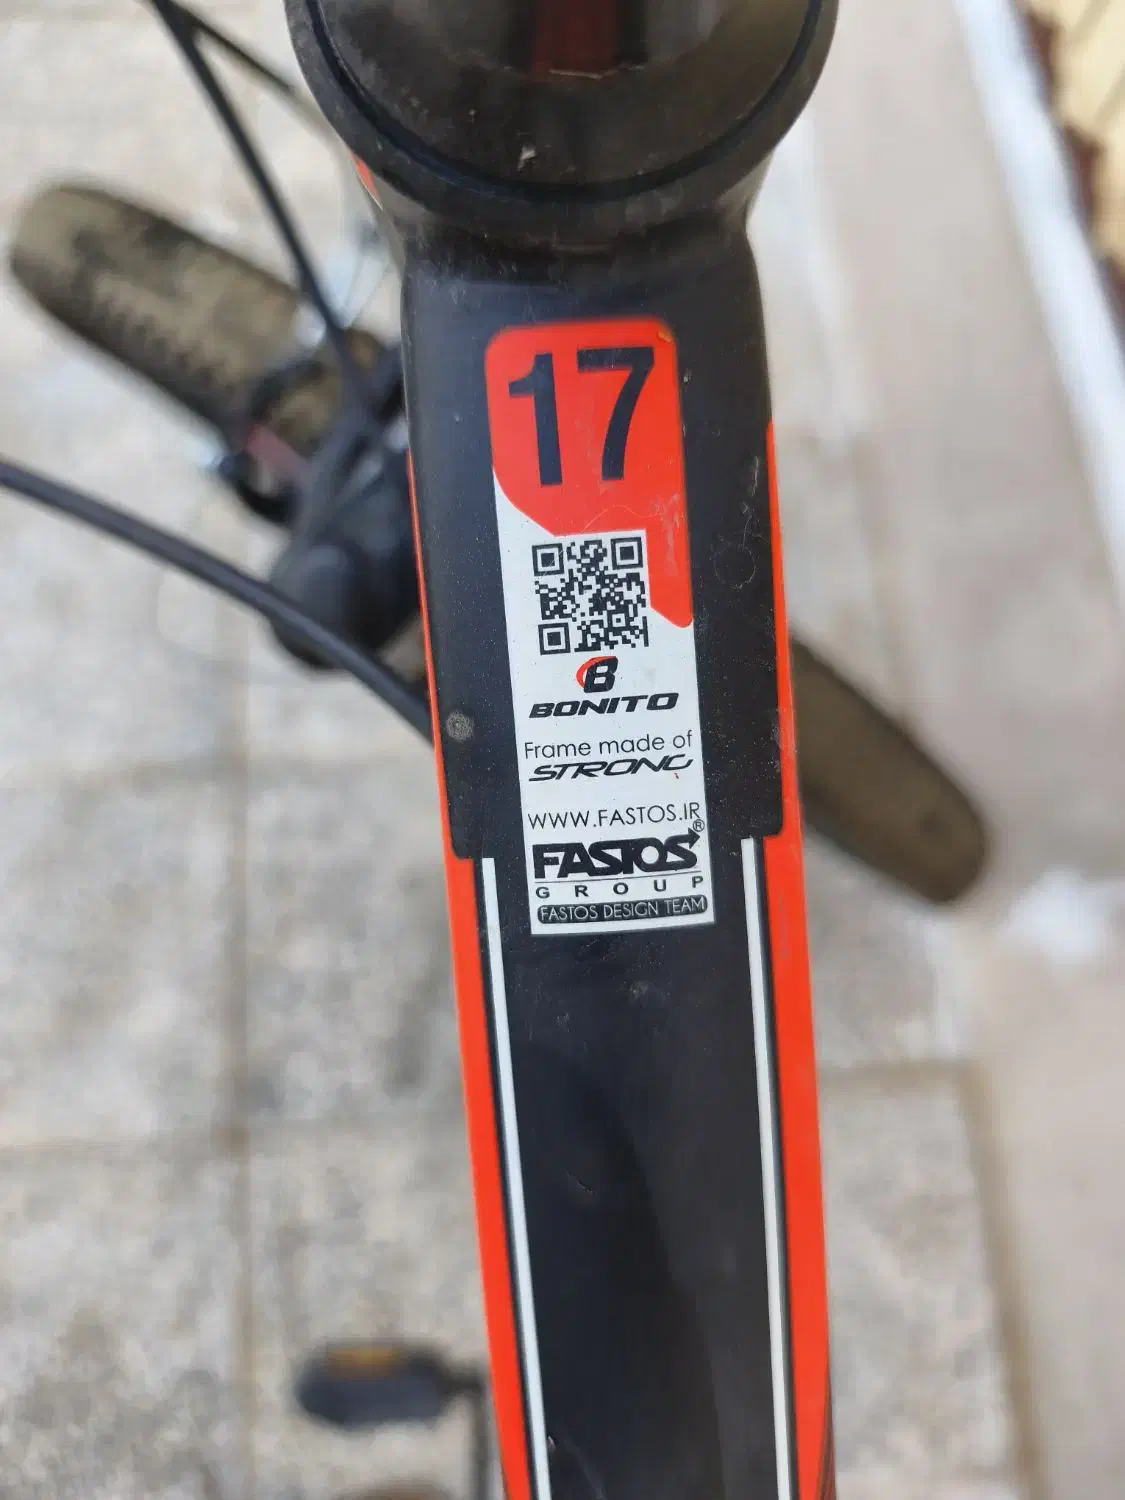 17
B
BONITO
Frame made of
STRONG
WWW.FASTOS.IR
FASTOS®
GROUP
FASTOS DESIGN TEAM